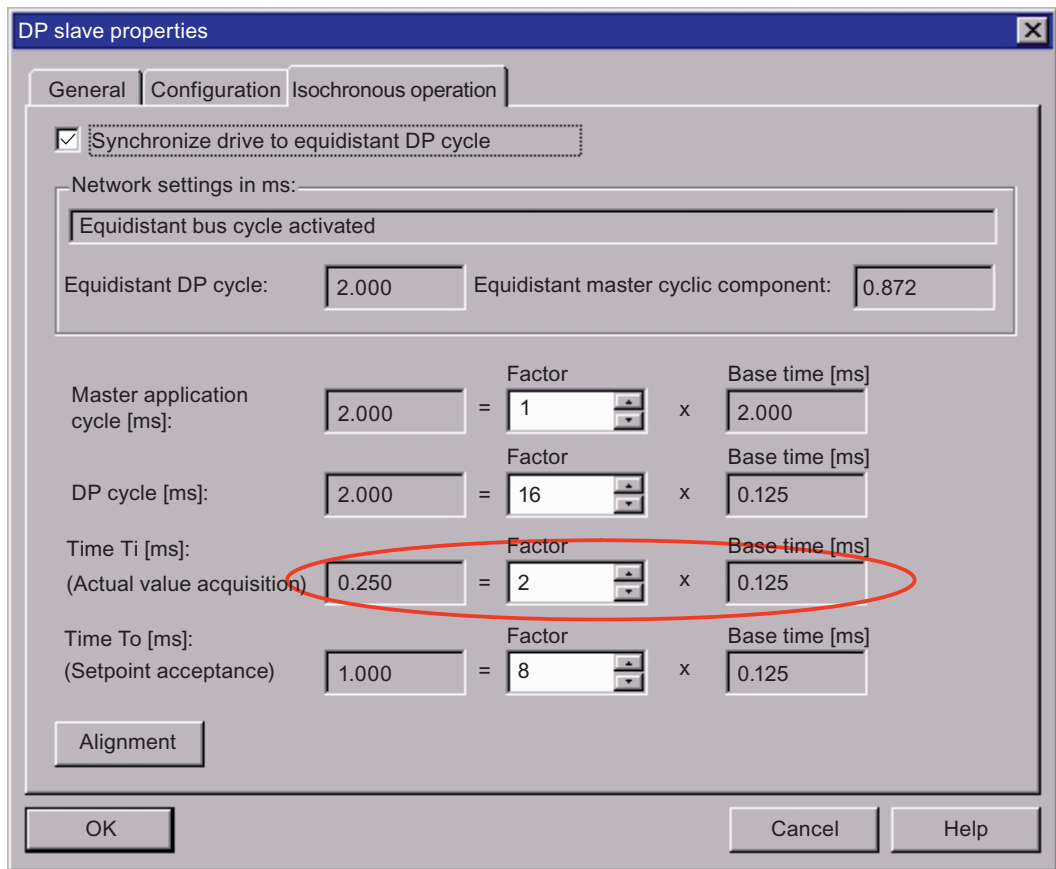 DP slave properties
General Configuration Isochronous operation
Synchronize drive to equidistant DP cycle
Network settings in ms:
Equidistant bus cycle activated
Equidistant DP cycle: 2.000 Equidistant master cyclic component: 0.872
Factor Base time [ms]
Master application
cycle [ms]: 2.000 = 1 x 2.000
Factor Base time [ms]
DP cycle [ms]: 2.000 = 16 x 0.125
Time Ti [ms]: Factor Base time [ms]
(Actual value acquisition) 0.250 = 2 x 0.125
Time To [ms]: Factor Base time [ms]
(Setpoint acceptance) 1.000 = 8 x 0.125
Alignment
OK Cancel Help